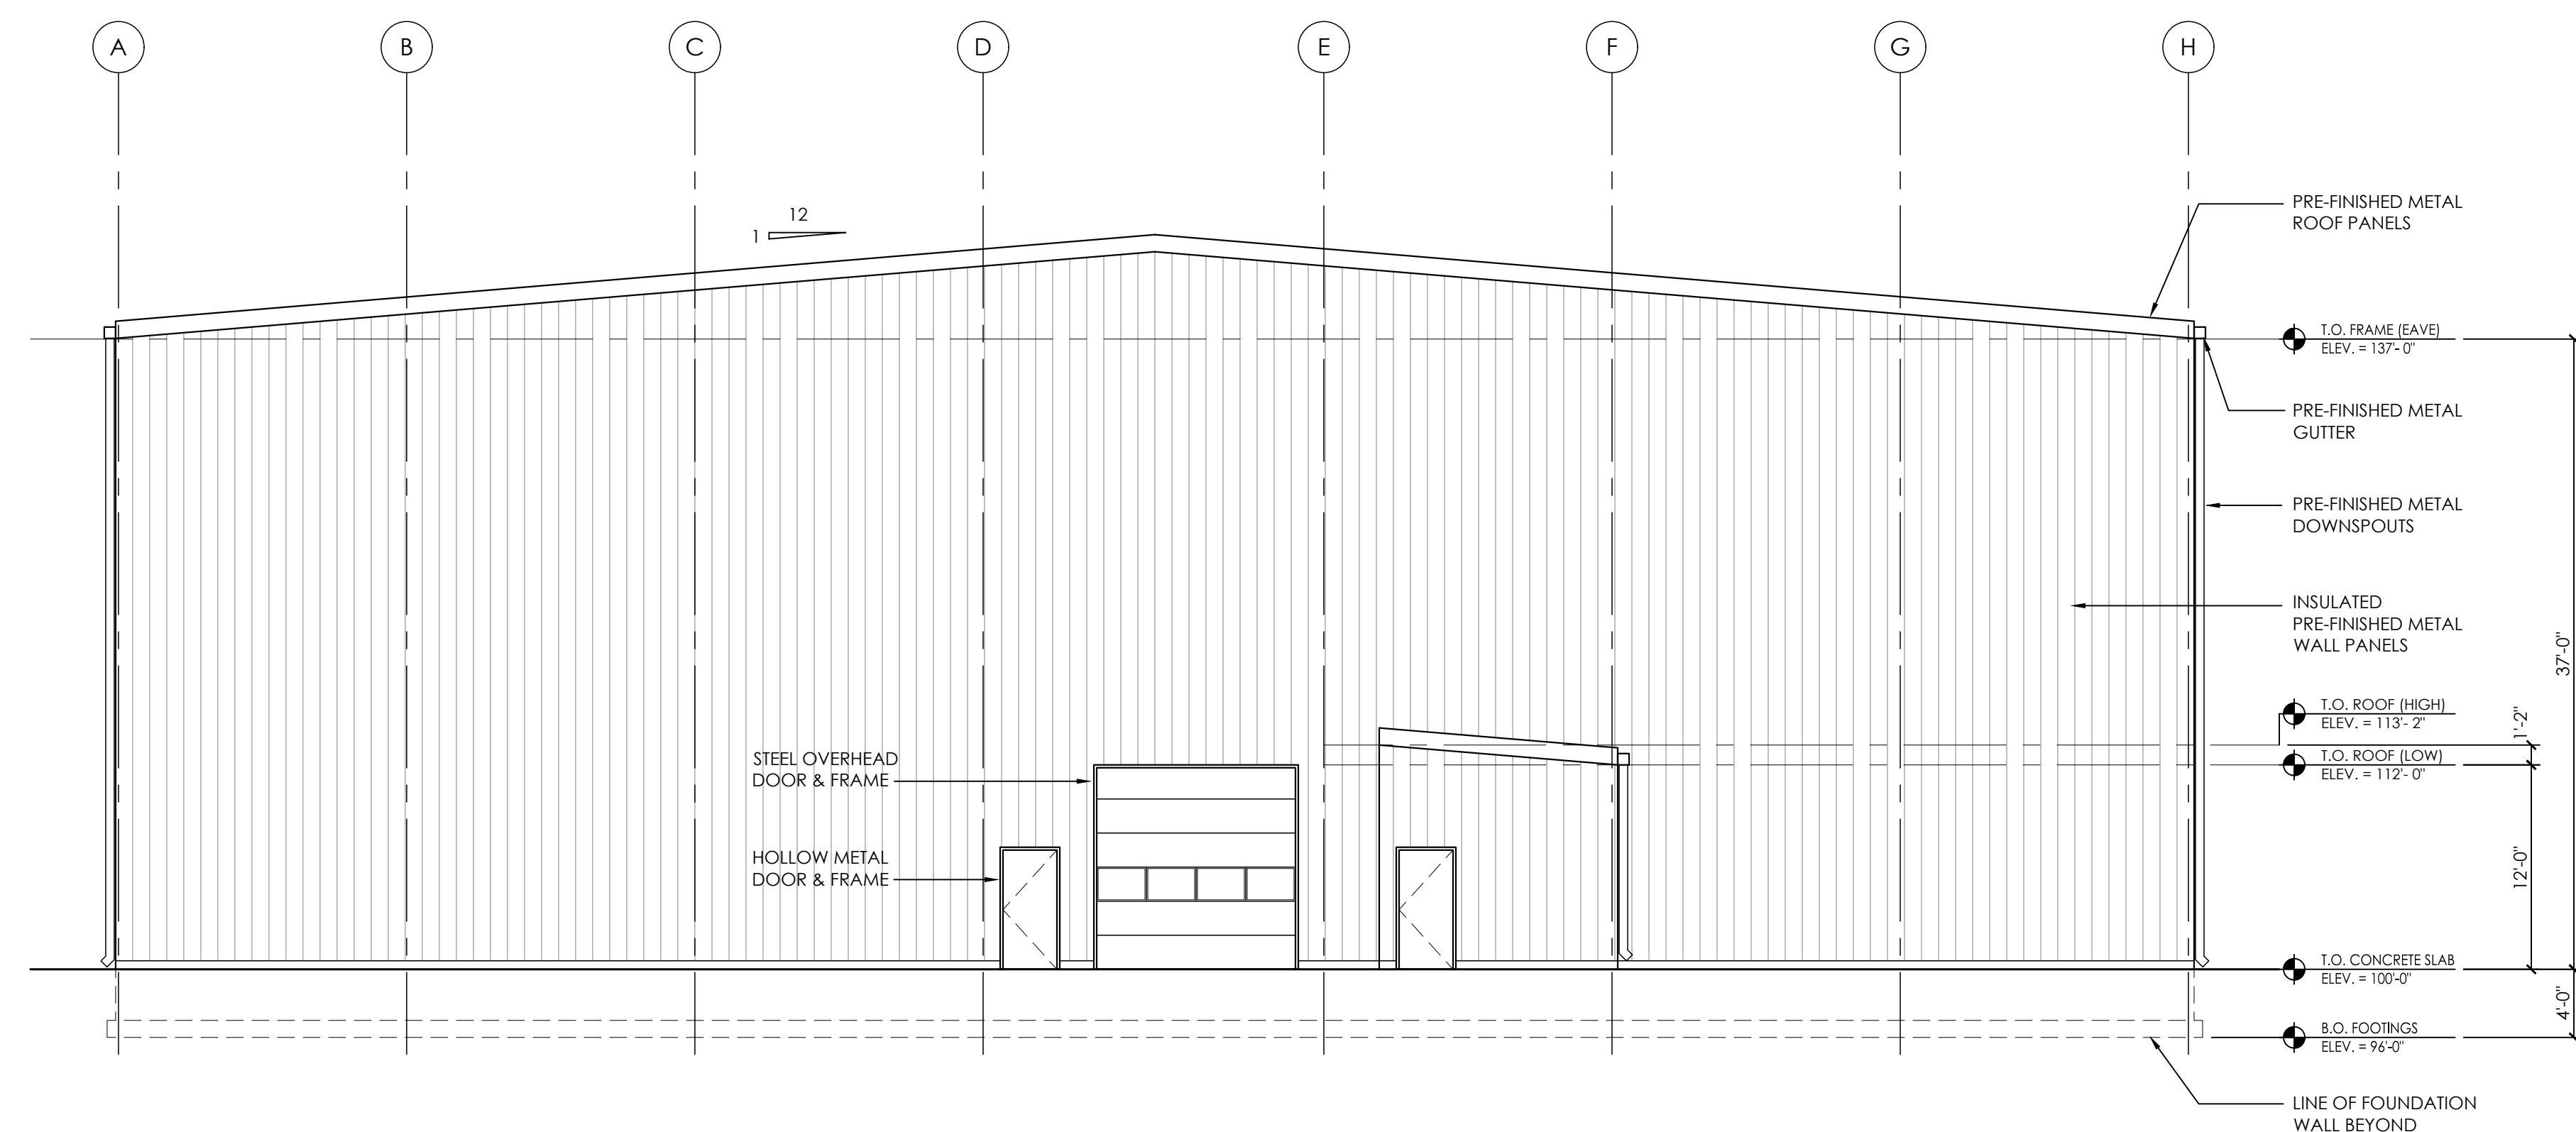 A B C D E F G H
12
1
PRE-FINISHED METAL
ROOF PANELS
T.O. FRAME (EAVE)
ELEV. = 137'- 0"
PRE-FINISHED METAL
GUTTER
PRE-FINISHED METAL
DOWNSPOUTS
INSULATED
PRE-FINISHED METAL
WALL PANELS
37'-0"
T.O. ROOF (HIGH)
ELEV. = 113'- 2"
1'-2"
STEEL OVERHEAD
DOOR & FRAME
T.O. ROOF (LOW)
ELEV. = 112'- 0"
HOLLOW METAL
DOOR & FRAME
12'-0"
T.O. CONCRETE SLAB
ELEV. = 100'-0"
4'-0"
B.O. FOOTINGS
ELEV. = 96'-0"
LINE OF FOUNDATION
WALL BEYOND